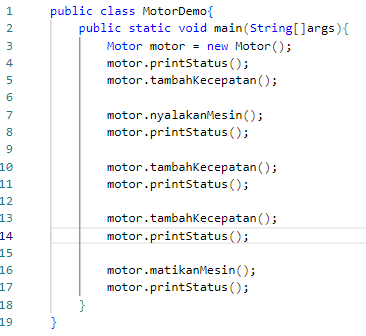 1 public class MotorDemo{
2 public static void main(String[]args){
3 Motor motor = new Motor();
4 motor.printStatus();
5 motor.tambahKecepatan();
6
7 motor.nyalakanMesin();
8 motor.printStatus();
9
10 motor.tambahKecepatan();
11 motor.printStatus();
12
13 motor.tambahKecepatan();
14 motor.printStatus();
15
16 motor.matikanMesin();
17 motor.printStatus();
18 }
19 }